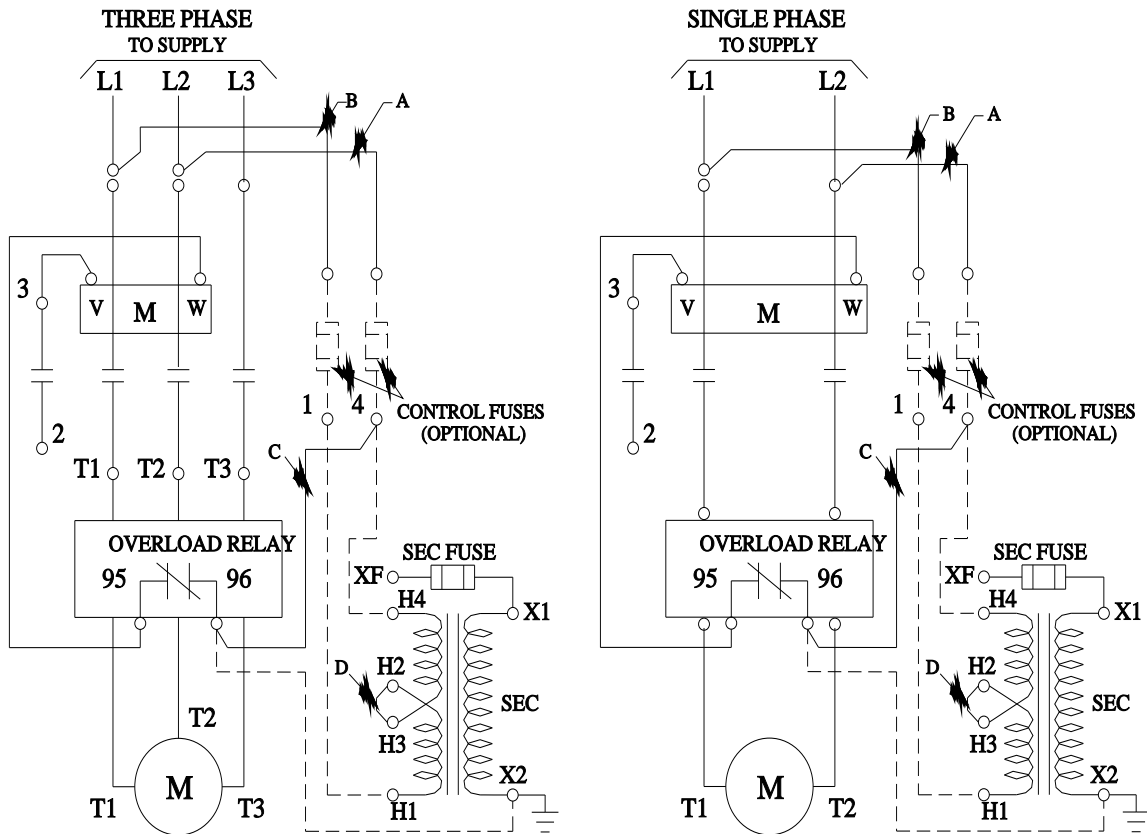 THREE PHASE
TO SUPPLY
L1 L2 L3
B
A
3
V M W
2
1 4
CONTROL FUSES
(OPTIONAL)
C
T1 T2 T3
OVERLOAD RELAY
95 96
SEC FUSE
XF
H4
X1
D
H2
SEC
H3
T2
X2
M
T1 T3
H1
SINGLE PHASE
TO SUPPLY
L1 L2
B
A
3
V M W
2
1 4
CONTROL FUSES
(OPTIONAL)
C
OVERLOAD RELAY
95 96
SEC FUSE
XF
H4
X1
D
H2
SEC
H3
X2
M
T1 T2
H1